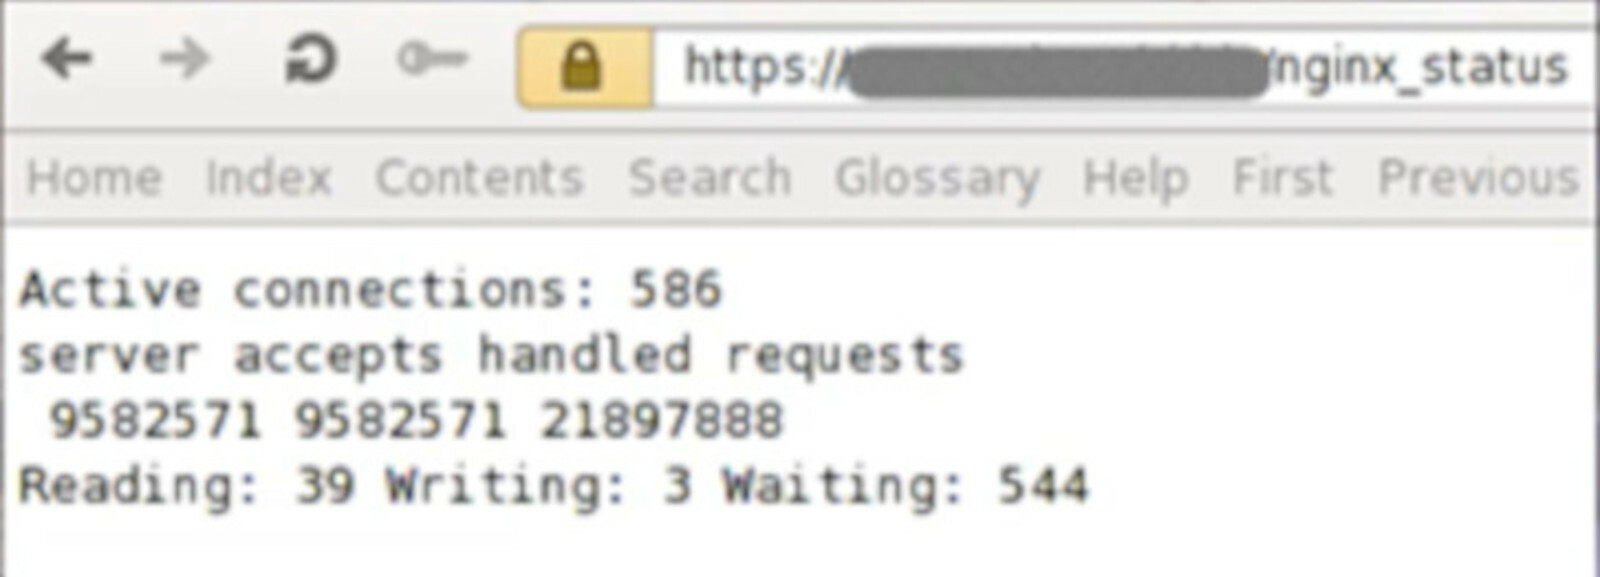 https:// /nginx_status
Home Index Contents Search Glossary Help First Previous
Active connections: 586
server accepts handled requests
 9582571 9582571 21897888
Reading: 39 Writing: 3 Waiting: 544